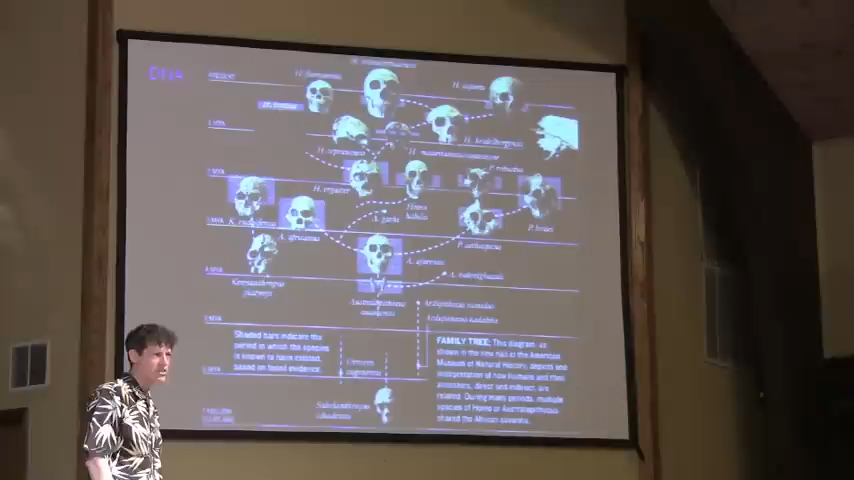 DNA
PRESENT
H. sapiens
H. heidelbergensis
P. robustus
H. ergaster
Homo
habilis
A. garhi
A. africanus
P. boisei
P. aethiopicus
A. afarensis
Kenyanthropus
platyops
Australopithecus
anamensis
Ardipithecus ramidus
Ardipithecus kadabba
Shaded bars indicate the
period in which the species
is known to have existed,
based on fossil evidence.
Orrorin
tugenensis
Sahelanthropus
tchadensis
FAMILY TREE: This diagram, as
shown in the new hall at the American
Museum of Natural History, depicts one
interpretation of how humans and their
ancestors, direct and indirect, are
related. During many periods, multiple
species of Homo or Australopithecus
shared the African savanna.